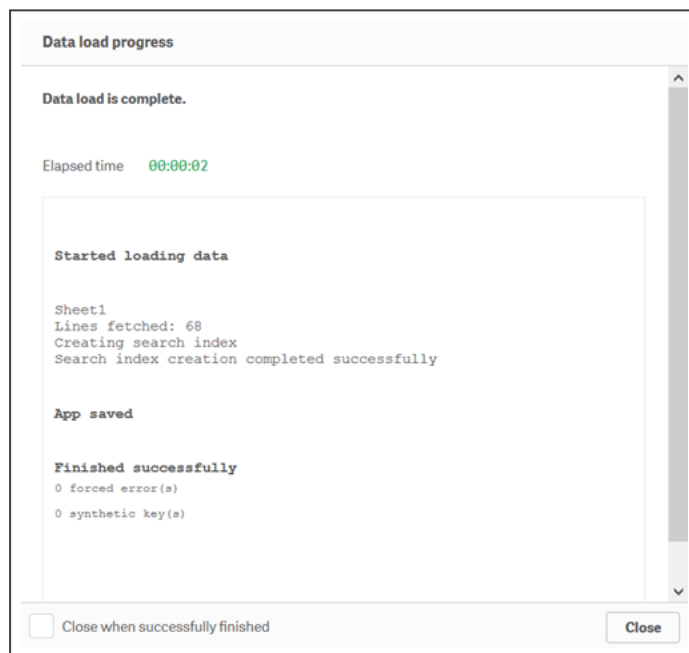 Data load progress
Data load is complete.
Elapsed time 00:00:02
Started loading data
Sheet1
Lines fetched: 68
Creating search index
Search index creation completed successfully
App saved
Finished successfully
0 forced error(s)
0 synthetic key(s)
Close when successfully finished
Close